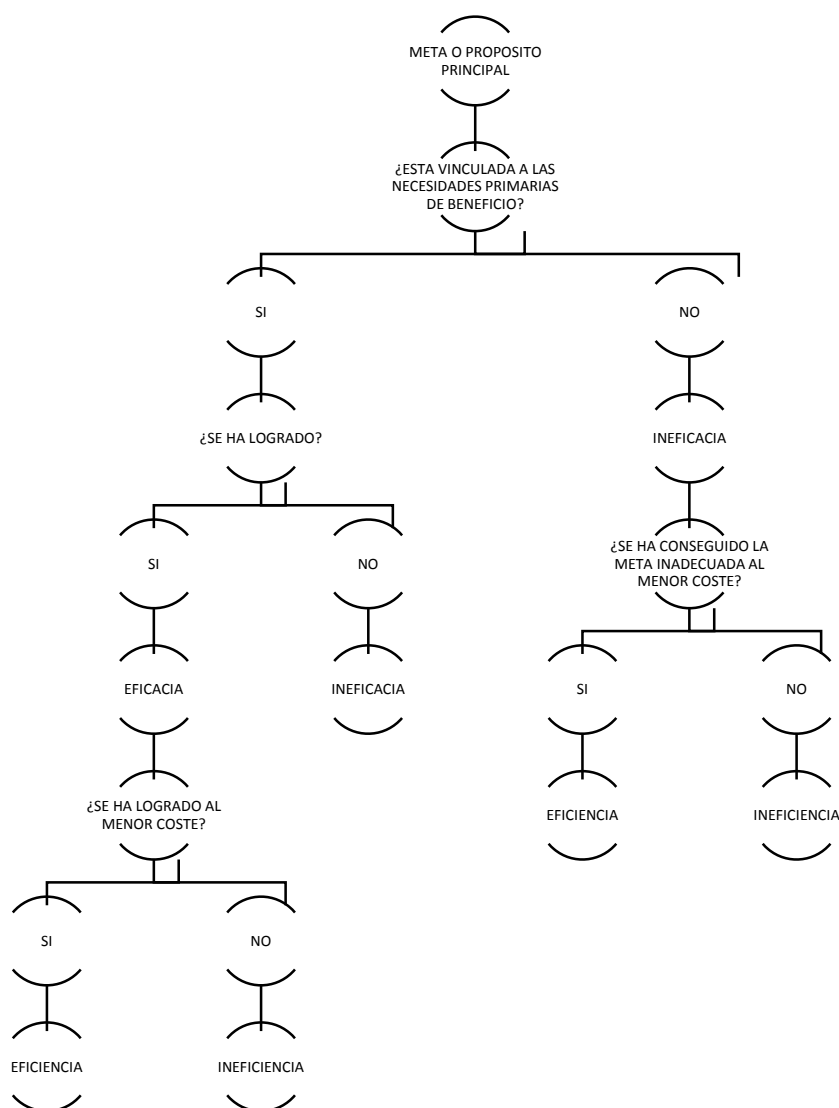 META O PROPOSITO
PRINCIPAL
¿ESTA VINCULADA A LAS
NECESIDADES PRIMARIAS
DE BENEFICIO?
SI
NO
¿SE HA LOGRADO?
INEFICACIA
SI
NO
¿SE HA CONSEGUIDO LA
META INADECUADA AL
MENOR COSTE?
EFICACIA
INEFICACIA
SI
NO
¿SE HA LOGRADO AL
MENOR COSTE?
EFICIENCIA
INEFICIENCIA
SI
NO
EFICIENCIA
INEFICIENCIA